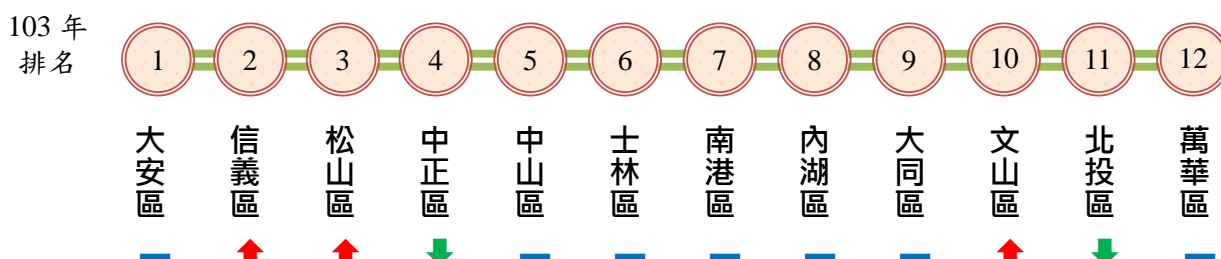 103 年
排名
1 2 3 4 5 6 7 8 9 10 11 12
大安區 信義區 松山區 中正區 中山區 士林區 南港區 內湖區 大同區 文山區 北投區 萬華區